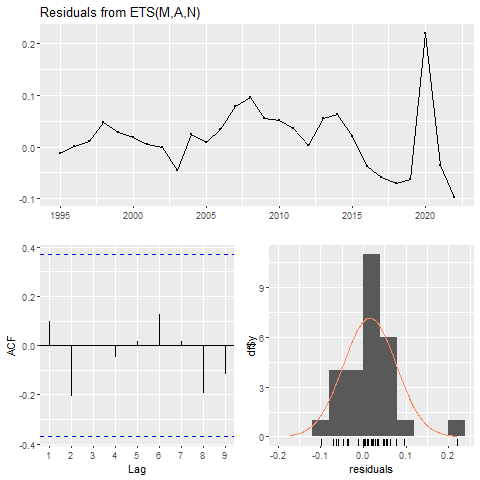 Residuals from ETS(M,A,N)
0.2
0.1
0.0
-0.1
1995 2000 2005 2010 2015 2020
0.4
0.2
0.0
-0.2
-0.4
ACF
1 2 3 4 5 6 7 8 9
Lag
9
6
3
0
df$y
-0.2 -0.1 0.0 0.1 0.2
residuals